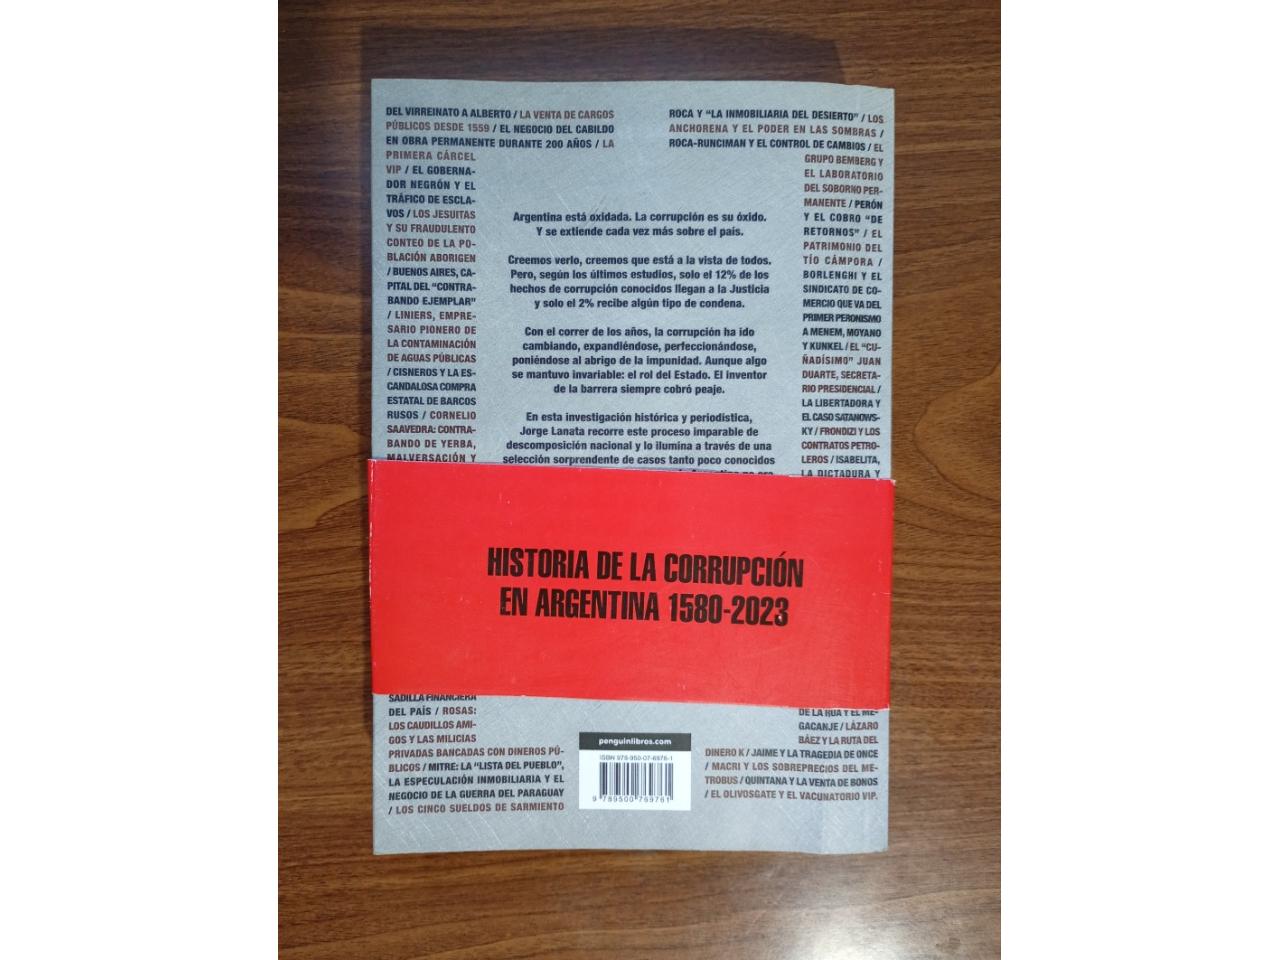 DEL VIRREINATO A ALBERTO / LA VENTA DE CARGOS
PÚBLICOS DESDE 1559 / EL NEGOCIO DEL CABILDO
EN OBRA PERMANENTE DURANTE 200 AÑOS / LA
PRIMERA CÁRCEL
VIP / EL GOBERNA-
DOR NEGRÓN Y EL
TRÁFICO DE ESCLA-
VOS / LOS JESUITAS
Y SU FRAUDULENTO
CONTEO DE LA PO-
BLACIÓN ABORIGEN
/ BUENOS AIRES, CA-
PITAL DEL "CONTRA-
BANDO EJEMPLAR"
/ LINIERS, EMPRE-
SARIO PIONERO DE
LA CONTAMINACIÓN
DE AGUAS PÚBLICAS
/ CISNEROS Y LA ES-
CANDALOSA COMPRA
ESTATAL DE BARCOS
RUSOS / CORNELIO
SAAVEDRA: CONTRA-
BANDO DE YERBA,
MALVERSACIÓN Y
Argentina está oxidada. La corrupción es su óxido.
Y se extiende cada vez más sobre el país.
Creemos verlo, creemos que está a la vista de todos.
Pero, según los últimos estudios, solo el 12% de los
hechos de corrupción conocidos llegan a la Justicia
y solo el 2% recibe algún tipo de condena.
Con el correr de los años, la corrupción ha ido
cambiando, expandiéndose, perfeccionándose,
poniéndose al abrigo de la impunidad. Aunque algo
se mantuvo invariable: el rol del Estado. El inventor
de la barrera siempre cobró peaje.
En esta investigación histórica y periodística,
Jorge Lanata recorre este proceso imparable de
descomposición nacional y lo ilumina a través de una
selección sorprendente de casos tanto poco conocidos
ROCA Y "LA INMOBILIARIA DEL DESIERTO" / LOS
ANCHORENA Y EL PODER EN LAS SOMBRAS /
ROCA-RUNCIMAN Y EL CONTROL DE CAMBIOS / EL
GRUPO BEMBERG Y
EL LABORATORIO
DEL SOBORNO PER-
MANENTE / PERÓN
Y EL COBRO "DE
RETORNOS" / EL
PATRIMONIO DEL
TÍO CÁMPORA /
BORLENGHI Y EL
SINDICATO DE CO-
MERCIO QUE VA DEL
PRIMER PERONISMO
A MENEM, MOYANO
Y KUNKEL / EL "CU-
ÑADÍSIMO" JUAN
DUARTE, SECRETA-
RIO PRESIDENCIAL /
LA LIBERTADORA Y
EL CASO SATANOWS-
KY / FRONDIZI Y LOS
CONTRATOS PETRO-
LEROS / ISABELITA,
LA DICTADURA Y
HISTORIA DE LA CORRUPCIÓN
EN ARGENTINA 1580-2023
SADILLA FINANCIERA
DEL PAÍS / ROSAS:
LOS CAUDILLOS AMI-
GOS Y LAS MILICIAS
PRIVADAS BANCADAS CON DINEROS PÚ-
BLICOS / MITRE: LA "LISTA DEL PUEBLO",
LA ESPECULACIÓN INMOBILIARIA Y EL
NEGOCIO DE LA GUERRA DEL PARAGUAY
/ LOS CINCO SUELDOS DE SARMIENTO
penguinlibros.com
ISBN 978-950-07-6976-1
9 789500 769761
DE LA RÚA Y EL ME-
GACANJE / LÁZARO
BÁEZ Y LA RUTA DEL
DINERO K / JAIME Y LA TRAGEDIA DE ONCE
/ MACRI Y LOS SOBREPRECIOS DEL ME-
TROBUS / QUINTANA Y LA VENTA DE BONOS
/ EL OLIVOSGATE Y EL VACUNATORIO VIP.